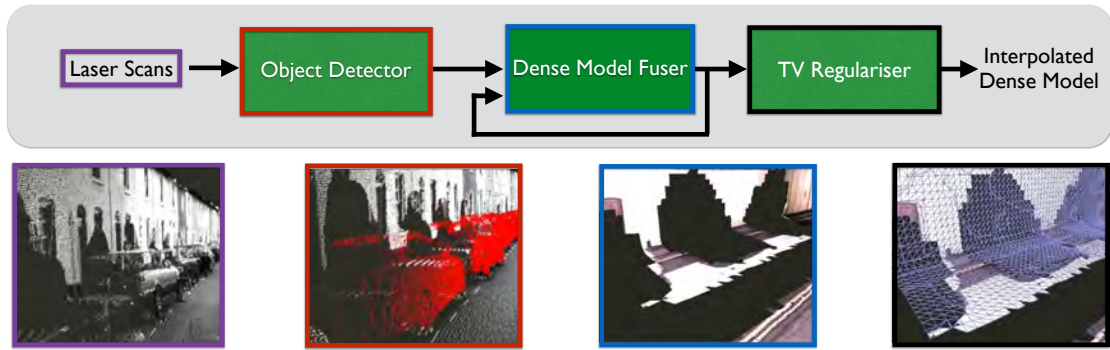 Laser Scans
Object Detector
Dense Model Fuser
TV Regulariser
Interpolated
Dense Model